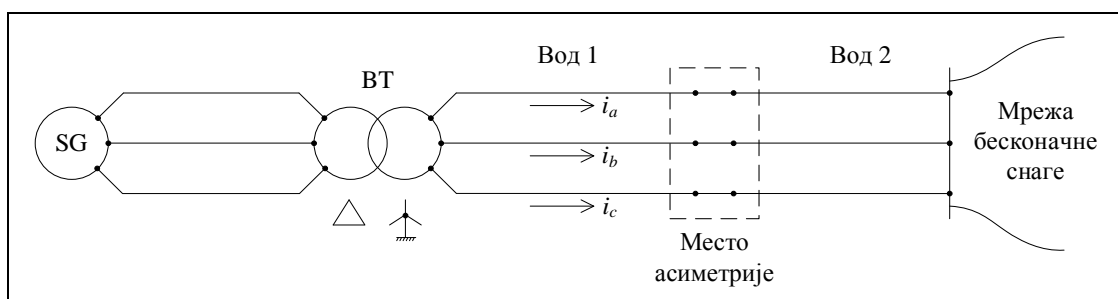 Вод 1
Вод 2
ВТ
SG
i_a
i_b
i_c
Мрежа
бесконачне
снаге
Место
асиметрије